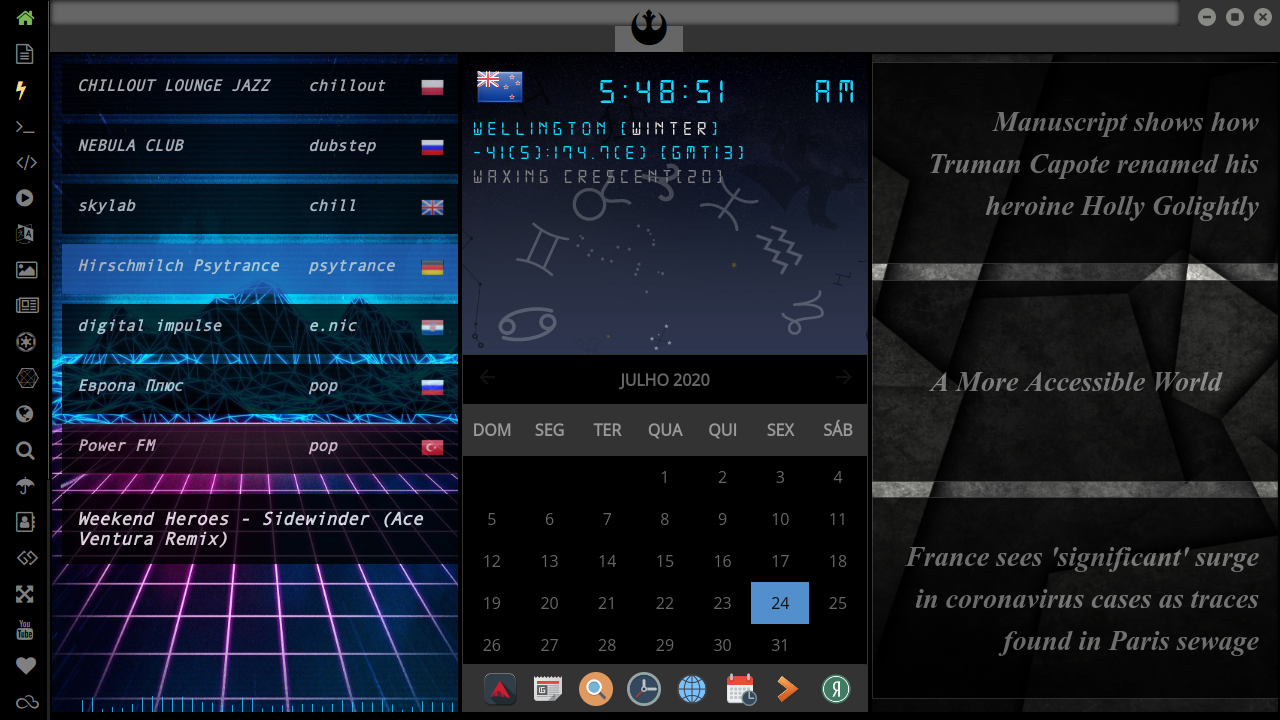 CHILLOUT LOUNGE JAZZ chillout
NEBULA CLUB dubstep
skylab chill
Hirschmilch Psytrance psytrance
digital impulse e.nic
Европа Плюс pop
Power FM pop
Weekend Heroes - Sidewinder (Ace
Ventura Remix)
5:48:51 AM
WELLINGTON (WINTER)
-41(S):174.7(E) (GMT13)
WAXING CRESCENT(20)
JULHO 2020
DOM SEG TER QUA QUI SEX SÁB
1 2 3 4
5 6 7 8 9 10 11
12 13 14 15 16 17 18
19 20 21 22 23 24 25
26 27 28 29 30 31
Я
Manuscript shows how
Truman Capote renamed his
heroine Holly Golightly
A More Accessible World
France sees 'significant' surge
in coronavirus cases as traces
found in Paris sewage
You
Tube